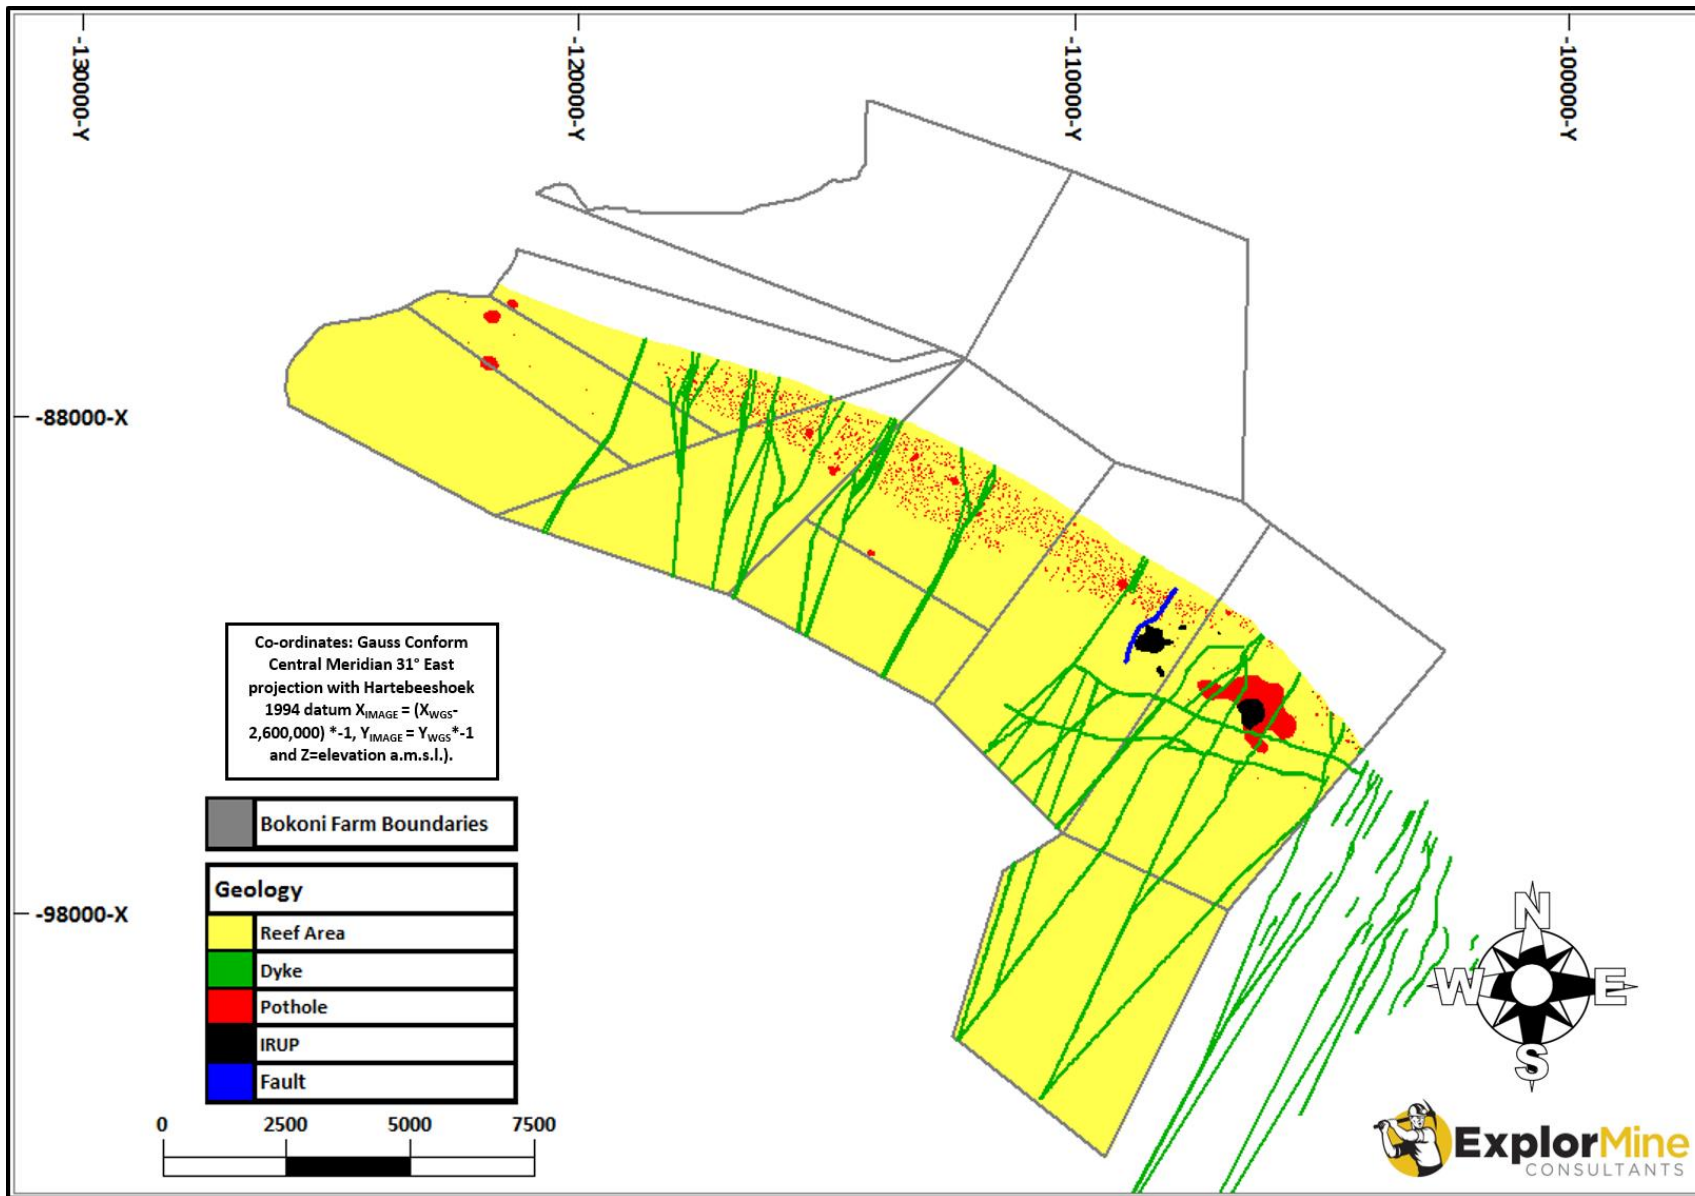 -130000-Y
-120000-Y
-110000-Y
-100000-Y
-88000-X
-98000-X
Co-ordinates: Gauss Conform
Central Meridian 31° East
projection with Hartebeeshoek
1994 datum XIMAGE = (XWGS-
2,600,000) *-1, YIMAGE = YWGS*-1
and Z=elevation a.m.s.l.).
Bokoni Farm Boundaries
Geology
Reef Area
Dyke
Pothole
IRUP
Fault
0 2500 5000 7500
N
W E
S
ExplorMine
CONSULTANTS